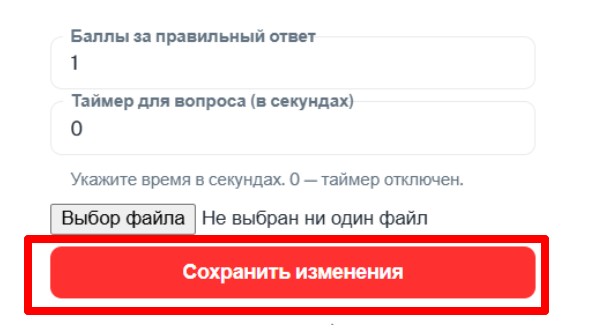 Баллы за правильный ответ
1
Таймер для вопроса (в секундах)
0
Укажите время в секундах. 0 — таймер отключен.
Выбор файла Не выбран ни один файл
Сохранить изменения